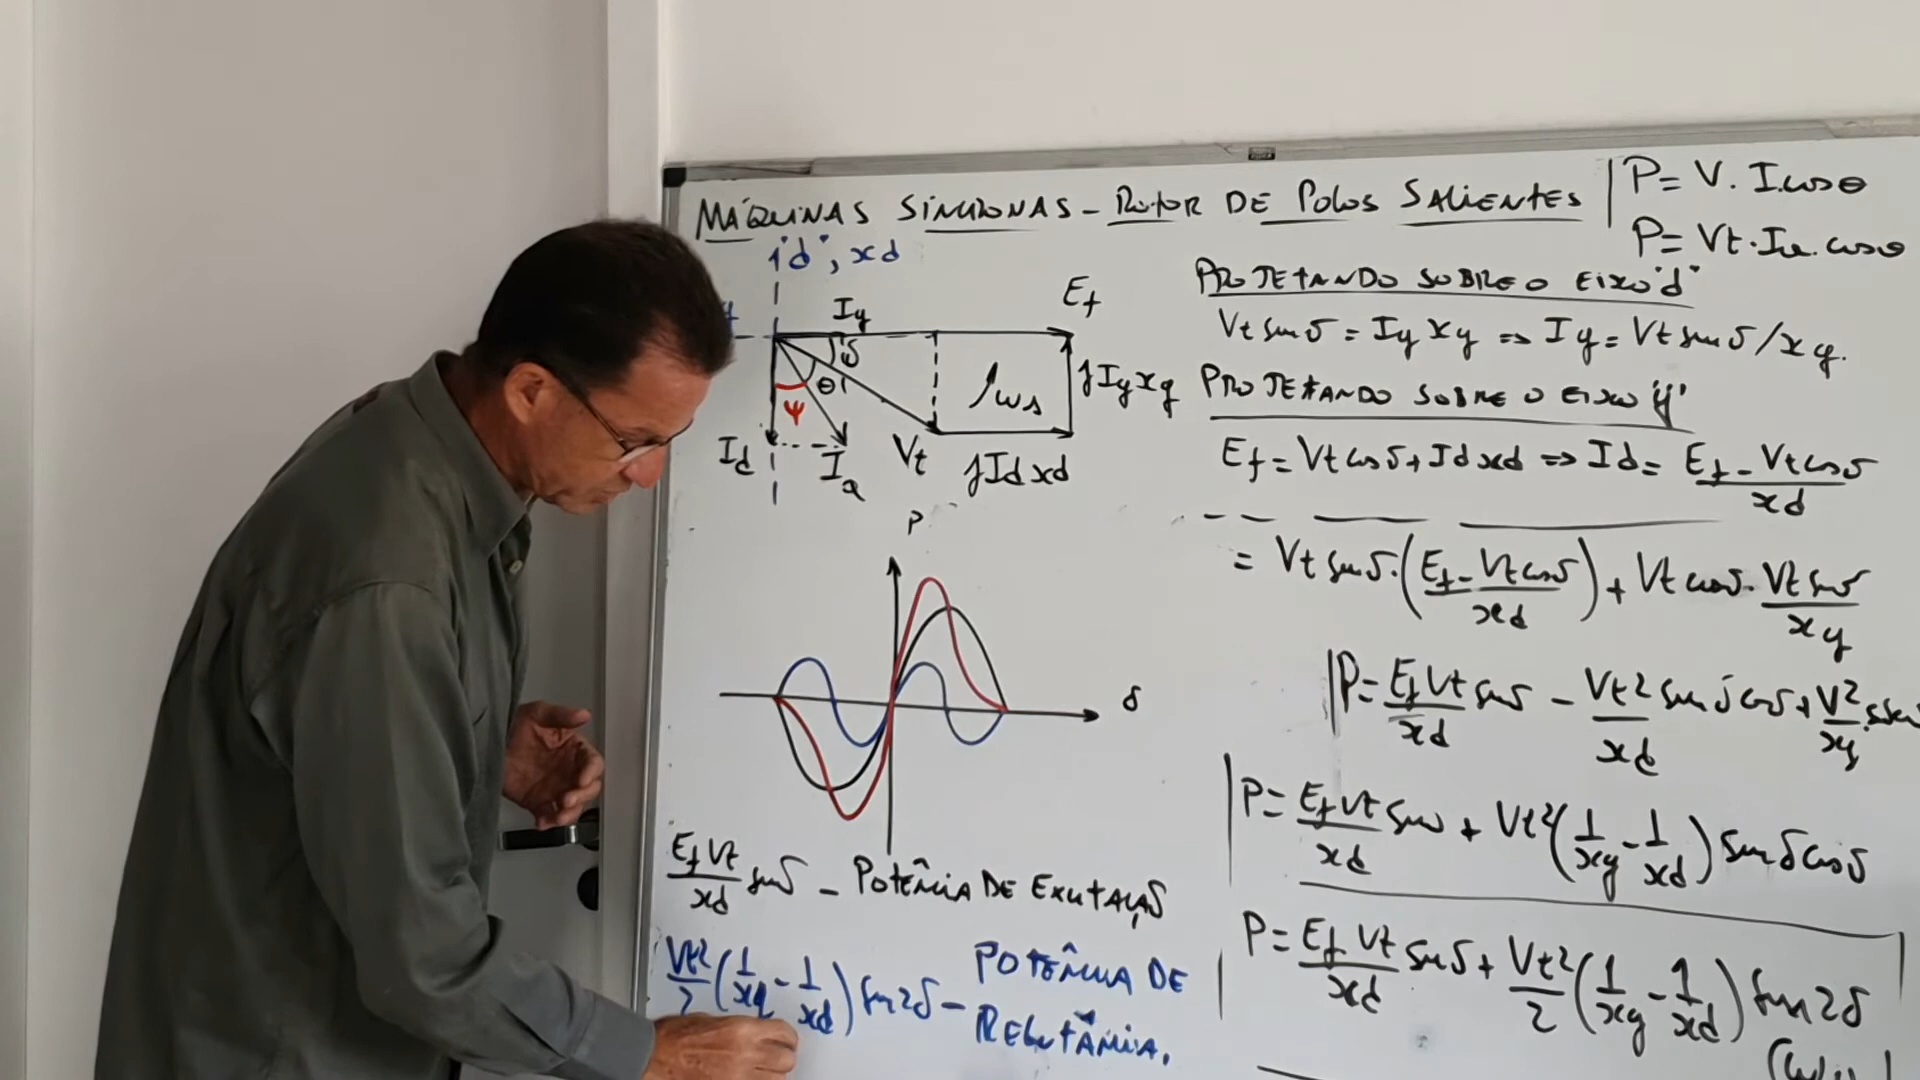 MÁQUINAS SÍNCRONAS - ROTOR DE POLOS SALIENTES
P = V. I. cos θ
P = Vt. Ia. cos θ
"d", xd
Iq
Ef
δ
θ
ψ
ωs
jIqxq
Id
Ia
Vt
jIdxd
PROJETANDO SOBRE O EIXO "d"
Vt sen δ = Iq xq ⇒ Iq = Vt sen δ / xq.
PROJETANDO SOBRE O EIXO "q"
Ef = Vt cos δ + Id xd ⇒ Id = (Ef - Vt cos δ) / xd
= Vt sen δ. ((Ef - Vt cos δ) / xd) + Vt cos δ. (Vt sen δ / xq)
P = (Ef Vt / xd) sen δ - (Vt² / xd) sen δ cos δ + (V² / xq)
P = (Ef Vt / xd) sen δ + Vt² (1/xq - 1/xd) sen δ cos δ
P = (Ef Vt / xd) sen δ + (Vt² / 2) (1/xq - 1/xd) sen 2δ
P
δ
(Ef Vt / xd) sen δ - POTÊNCIA DE EXCITAÇÃO
(Vt² / 2) (1/xq - 1/xd) sen 2δ - POTÊNCIA DE
RELUTÂNCIA.